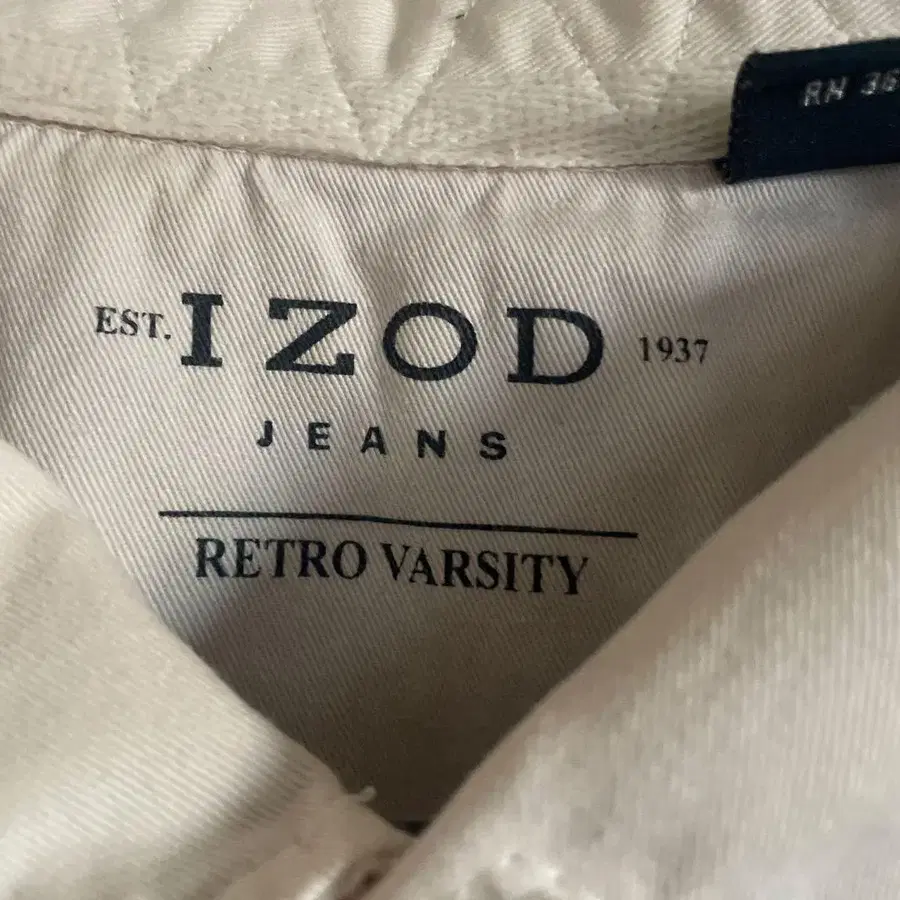 EST. IZOD 1937
JEANS
RETRO VARSITY